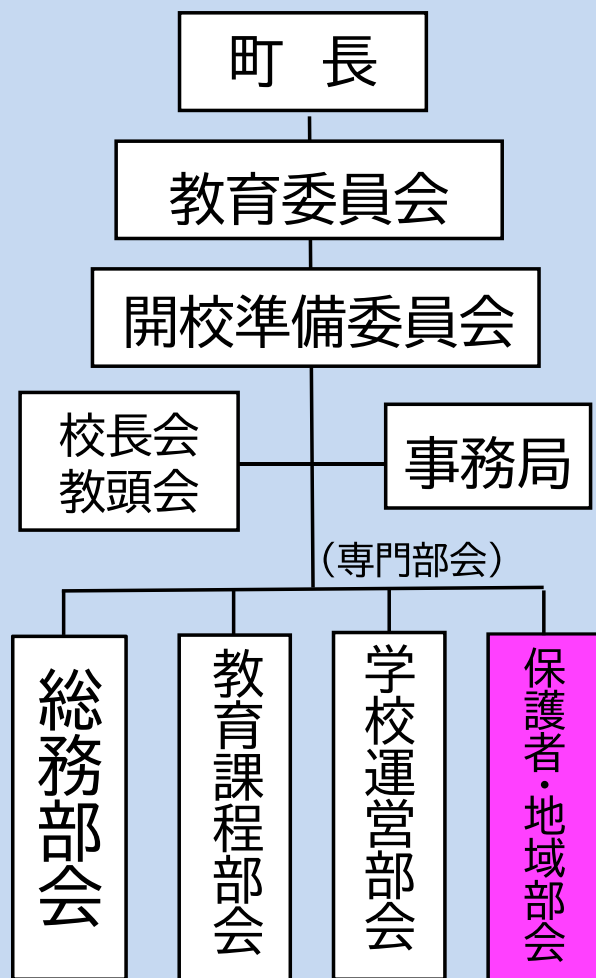 町 長
教育委員会
開校準備委員会
校長会
教頭会
事務局
（専門部会）
総務部会
教育課程部会
学校運営部会
保護者・地域部会